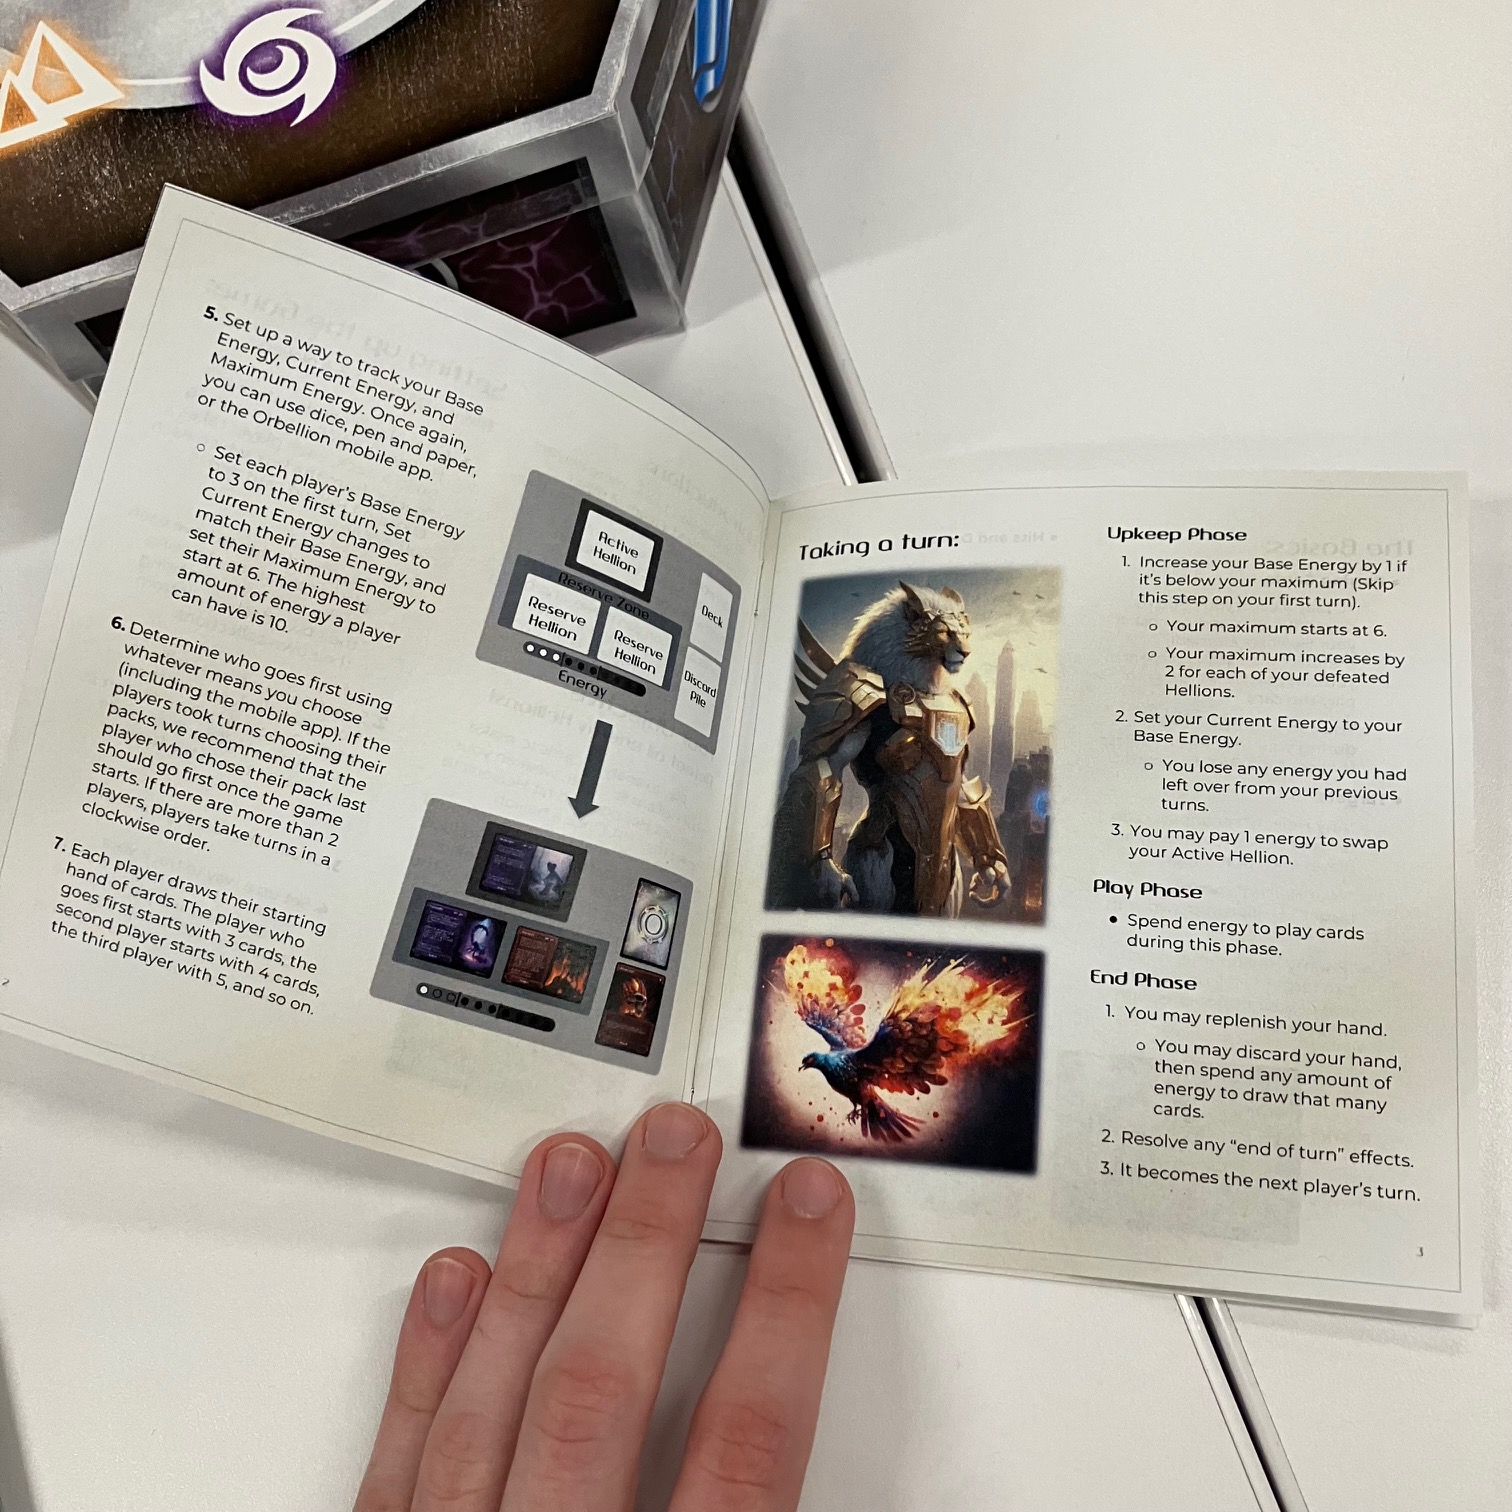 5. Set up a way to track your Base
Energy, Current Energy, and
Maximum Energy. Once again,
you can use dice, pen and paper,
or the Orbellion mobile app.
○ Set each player's Base Energy
to 3 on the first turn, Set
Current Energy changes to
match their Base Energy, and
set their Maximum Energy to
start at 6. The highest
amount of energy a player
can have is 10.
6. Determine who goes first using
whatever means you choose
(including the mobile app). If the
players took turns choosing their
packs, we recommend that the
player who chose their pack last
should go first once the game
starts. If there are more than 2
players, players take turns in a
clockwise order.
7. Each player draws their starting
hand of cards. The player who
goes first starts with 3 cards, the
second player starts with 4 cards,
the third player with 5, and so on.
2
Active
Hellion
Reserve Zone
Reserve
Hellion
Reserve
Hellion
Energy
Deck
Discard
Pile
Taking a turn:
Upkeep Phase
1. Increase your Base Energy by 1 if
it's below your maximum (Skip
this step on your first turn).
○ Your maximum starts at 6.
○ Your maximum increases by
2 for each of your defeated
Hellions.
2. Set your Current Energy to your
Base Energy.
○ You lose any energy you had
left over from your previous
turns.
3. You may pay 1 energy to swap
your Active Hellion.
Play Phase
• Spend energy to play cards
during this phase.
End Phase
1. You may replenish your hand.
○ You may discard your hand,
then spend any amount of
energy to draw that many
cards.
2. Resolve any "end of turn" effects.
3. It becomes the next player's turn.
3